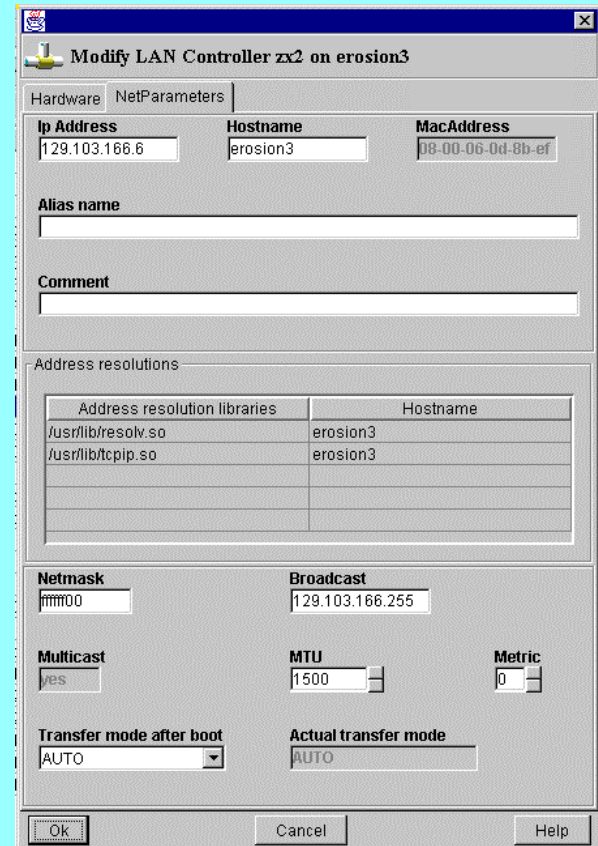 Modify LAN Controller zx2 on erosion3
Hardware NetParameters
Ip Address Hostname MacAddress
129.103.166.6 erosion3 08-00-06-0d-8b-ef
Alias name
Comment
Address resolutions
Address resolution libraries Hostname
/usr/lib/resolv.so erosion3
/usr/lib/tcpip.so erosion3
Netmask Broadcast
ffffff00 129.103.166.255
Multicast MTU Metric
yes 1500 0
Transfer mode after boot Actual transfer mode
AUTO AUTO
Ok Cancel Help